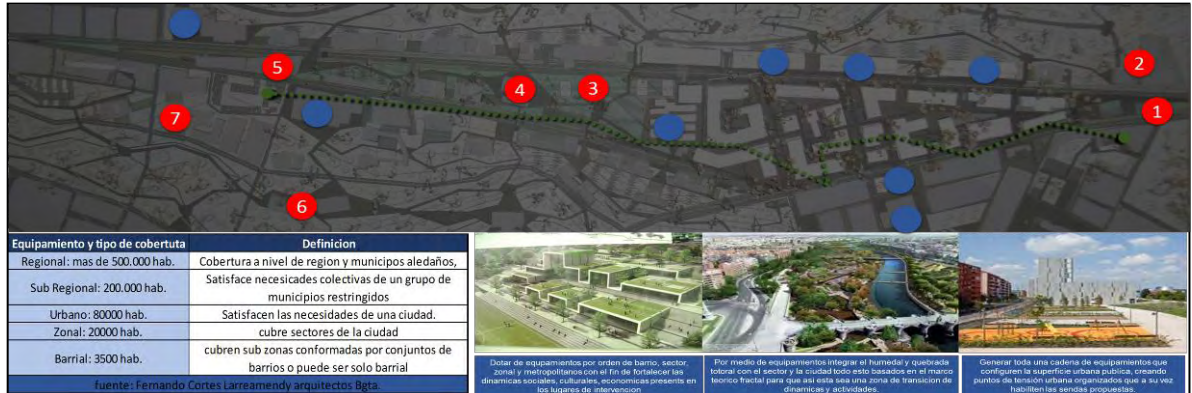 2
5
4
3
1
7
6
Equipamiento y tipo de cobertuta
Definicion
Regional: mas de 500.000 hab.
Cobertura a nivel de region y municipos aledaños,
Sub Regional: 200.000 hab.
Satisface necesicades colectivas de un grupo de
municipios restringidos
Urbano: 80000 hab.
Satisfacen las necesidades de una ciudad.
Zonal: 20000 hab.
cubre sectores de la ciudad
Barrial: 3500 hab.
cubren sub zonas conformadas por conjuntos de
barrios o puede ser solo barrial
fuente: Fernando Cortes Larreamendy arquitectos Bgta.
Dotar de equpamientos por orden de barrio, sector,
zonal y metropolitanos con el fin de fortalecer las
dinamicas sociales, culturales, economicas presents en
los lugares de intervencion
Por medio de equipamientos integrar el humedal y quebrada
totoral con el sector y la ciudad todo esto basados en el marco
teorico fractal para que asi esta sea una zona de transicion de
dinamicas y actividades.
Generar toda una cadena de equipamientos que
configuren la superficie urbana publica, creando
puntos de tensión urbana organizados que a su vez
habiliten las sendas propuestas.